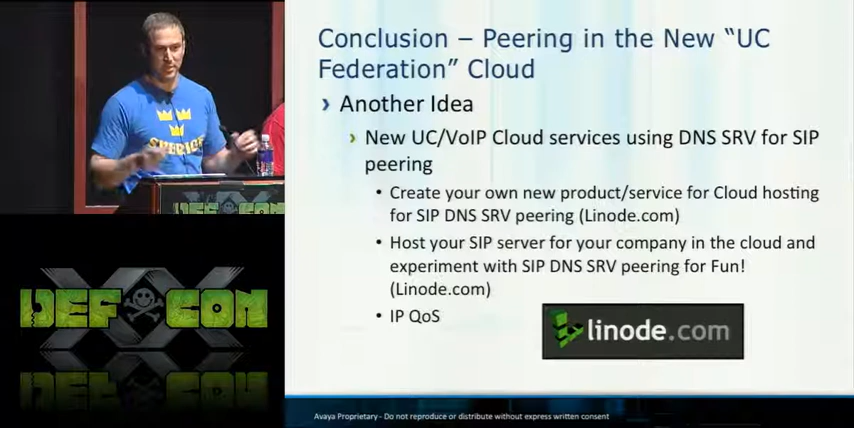 Conclusion – Peering in the New “UC
Federation” Cloud
Another Idea
New UC/VoIP Cloud services using DNS SRV for SIP
peering
Create your own new product/service for Cloud hosting
for SIP DNS SRV peering (Linode.com)
Host your SIP server for your company in the cloud and
experiment with SIP DNS SRV peering for Fun!
(Linode.com)
IP QoS
linode.com
Avaya Proprietary - Do not reproduce or distribute without express written consent
SVERIGE
DEF CON
XX
DEF CON